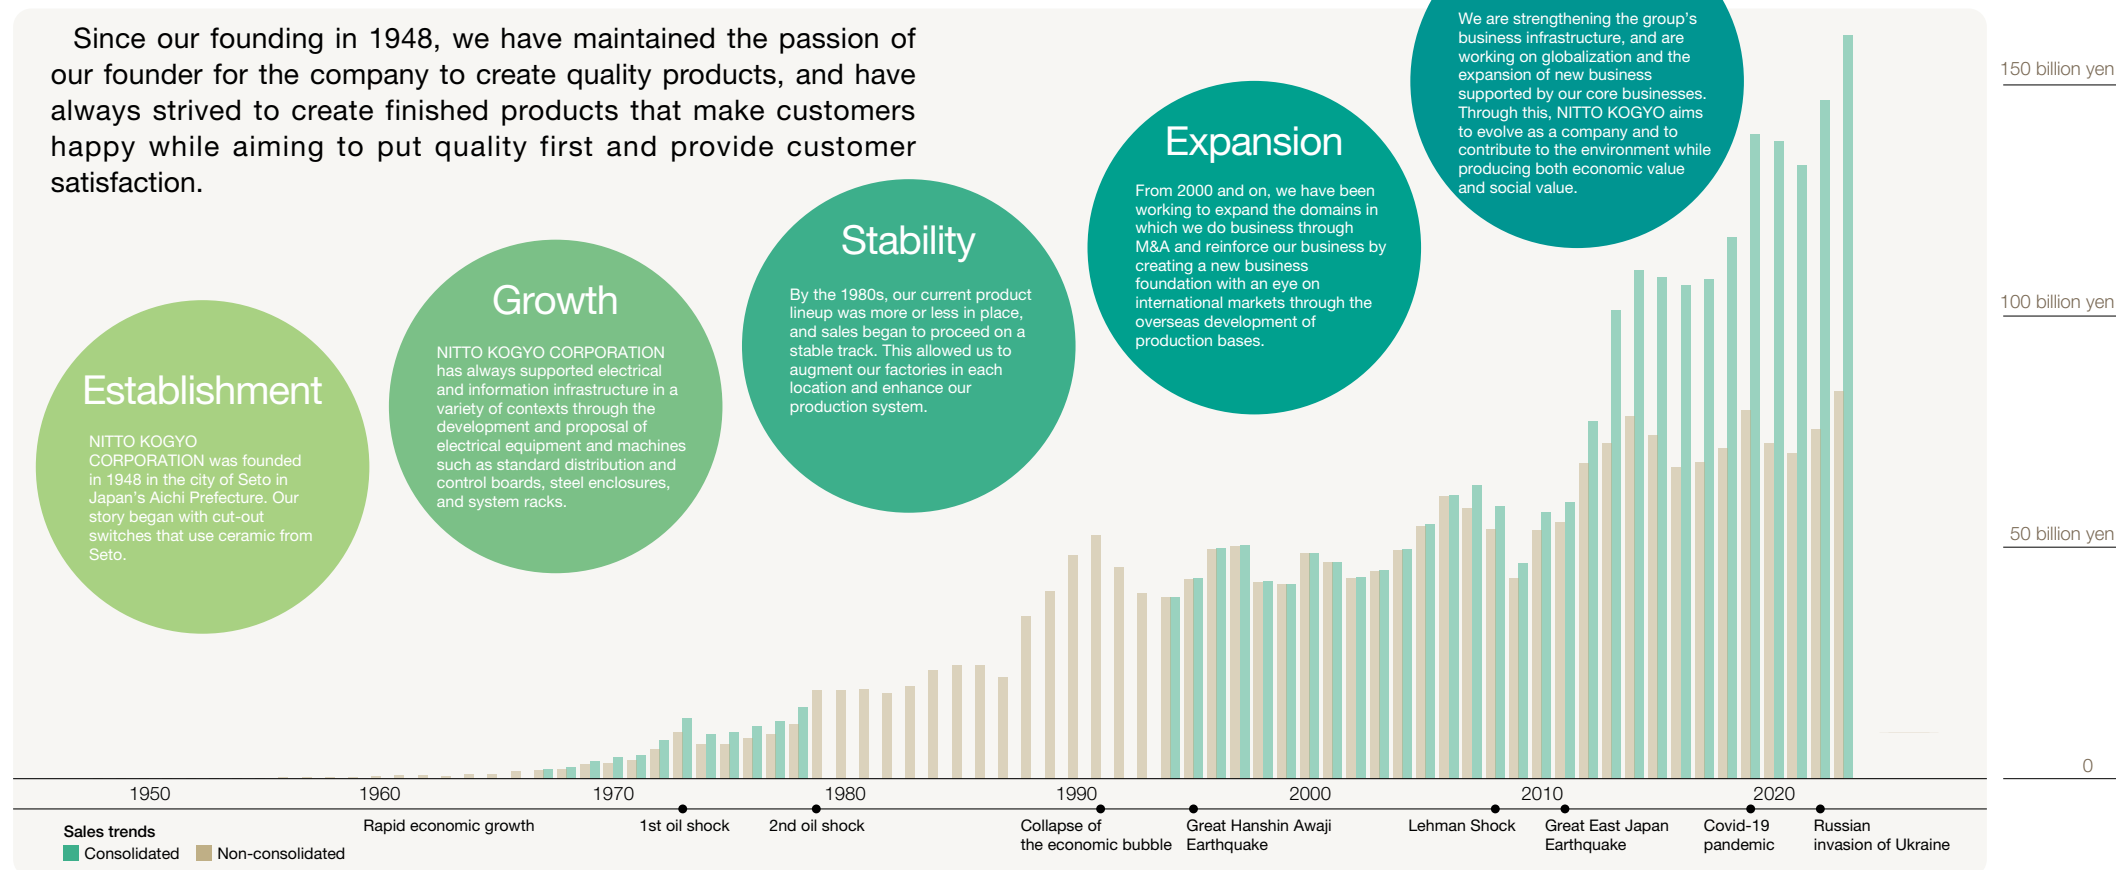 Since our founding in 1948, we have maintained the passion of
our founder for the company to create quality products, and have
always strived to create finished products that make customers
happy while aiming to put quality first and provide customer
satisfaction.
Establishment
NITTO KOGYO
CORPORATION was founded
in 1948 in the city of Seto in
Japan's Aichi Prefecture. Our
story began with cut-out
switches that use ceramic from
Seto.
Growth
NITTO KOGYO CORPORATION
has always supported electrical
and information infrastructure in a
variety of contexts through the
development and proposal of
electrical equipment and machines
such as standard distribution and
control boards, steel enclosures,
and system racks.
Stability
By the 1980s, our current product
lineup was more or less in place,
and sales began to proceed on a
stable track. This allowed us to
augment our factories in each
location and enhance our
production system.
Expansion
From 2000 and on, we have been
working to expand the domains in
which we do business through
M&A and reinforce our business by
creating a new business
foundation with an eye on
international markets through the
overseas development of
production bases.
We are strengthening the group's
business infrastructure, and are
working on globalization and the
expansion of new business
supported by our core businesses.
Through this, NITTO KOGYO aims
to evolve as a company and to
contribute to the environment while
producing both economic value
and social value.
150 billion yen
100 billion yen
50 billion yen
0
1950 1960 1970 1980 1990 2000 2010 2020
Rapid economic growth
1st oil shock
2nd oil shock
Collapse of
the economic bubble
Great Hanshin Awaji
Earthquake
Lehman Shock
Great East Japan
Earthquake
Covid-19
pandemic
Russian
invasion of Ukraine
Sales trends
Consolidated Non-consolidated